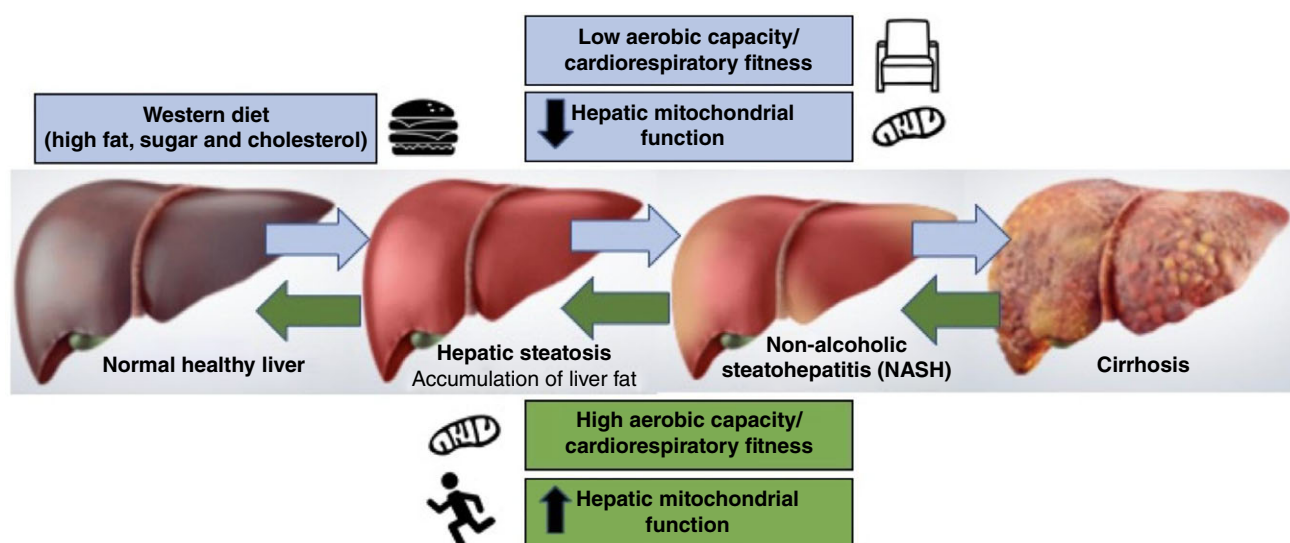 Low aerobic capacity/
cardiorespiratory fitness
Western diet
(high fat, sugar and cholesterol)
Hepatic mitochondrial
function
Normal healthy liver
Hepatic steatosis
Accumulation of liver fat
Non-alcoholic
steatohepatitis (NASH)
Cirrhosis
High aerobic capacity/
cardiorespiratory fitness
Hepatic mitochondrial
function